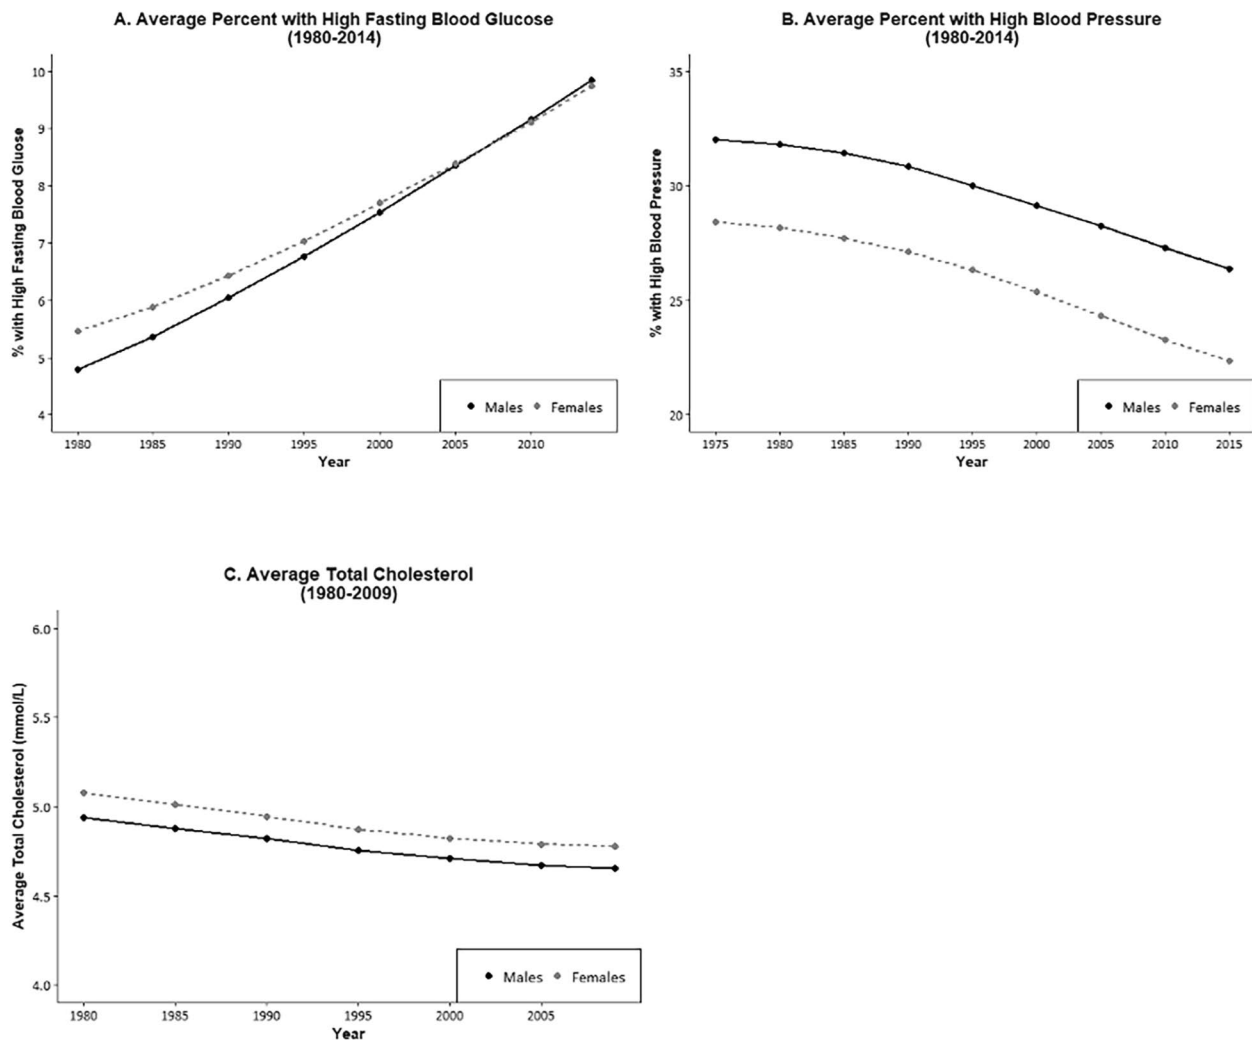 A. Average Percent with High Fasting Blood Glucose
(1980-2014)
% with High Fasting Blood Gluose
10
9
8
7
6
5
4
1980 1985 1990 1995 2000 2005 2010
Year
Males Females
B. Average Percent with High Blood Pressure
(1980-2014)
% with High Blood Pressure
35
30
25
20
1975 1980 1985 1990 1995 2000 2005 2010 2015
Year
Males Females
C. Average Total Cholesterol
(1980-2009)
Average Total Cholesterol (mmol/L)
6.0
5.5
5.0
4.5
4.0
1980 1985 1990 1995 2000 2005
Year
Males Females